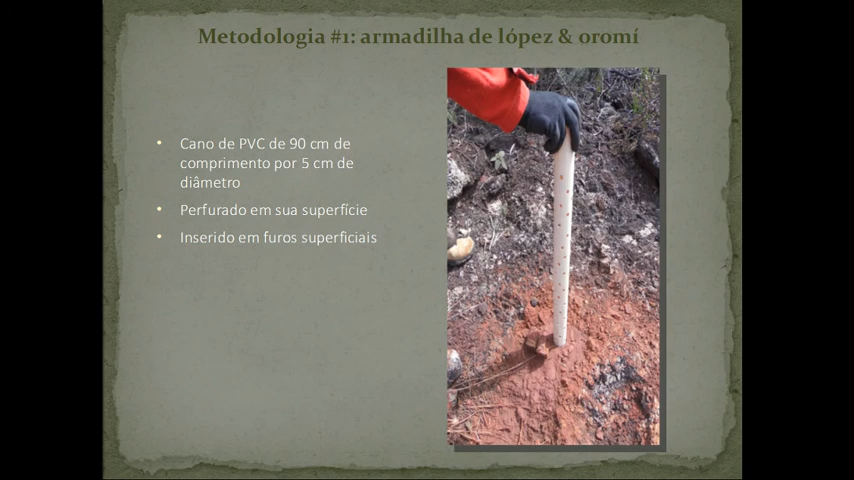 Metodologia #1: armadilha de lópez & oromí
• Cano de PVC de 90 cm de
comprimento por 5 cm de
diâmetro
• Perfurado em sua superfície
• Inserido em furos superficiais